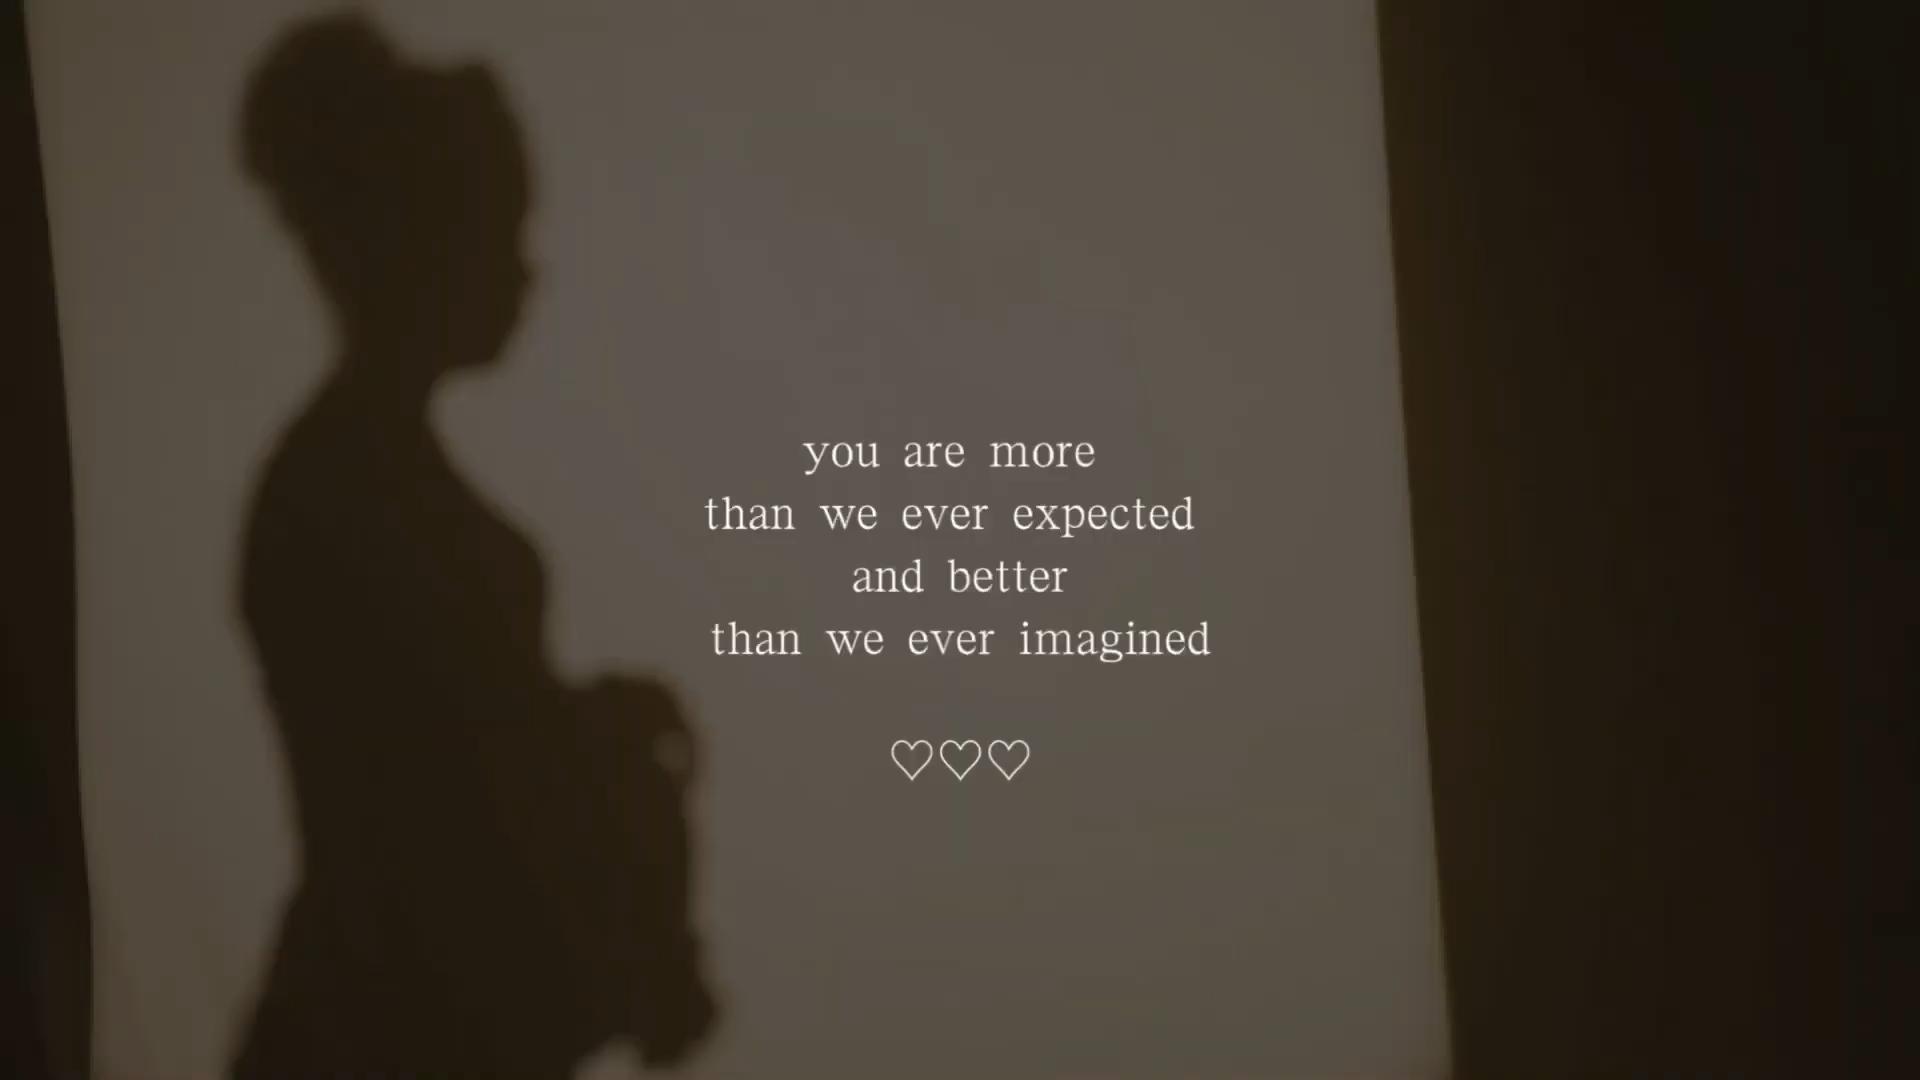 you are more
than we ever expected
and better
than we ever imagined
♡♡♡